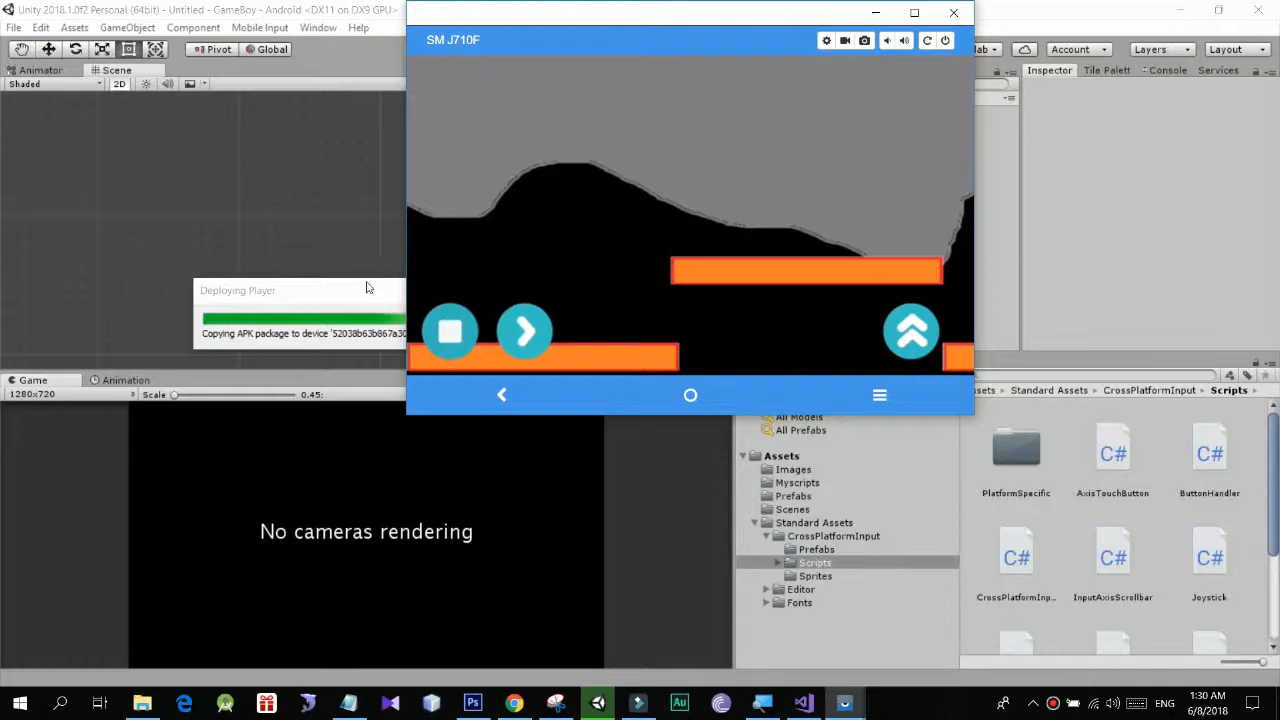 Unity 2018.1.0f2 Personal (64bit) - Untitled - GameBoy - Android <DX11 on DX9 GPU>
File Edit Assets GameObject Component Mobile Input Window Help
Pivot Global Account Layers Layout
Animator Scene
Shaded 2D
SM J710F
Inspector Tile Palett Console Services
Deploying Player
Copying APK package to device '52038b63b867a30
Game Animation
1280x720 Scale 0.45:
No cameras rendering
All Models
All Prefabs
Assets
Images
Myscripts
Prefabs
Scenes
Standard Assets
CrossPlatformInput
Prefabs
Scripts
Sprites
Editor
Fonts
ssets Standard Assets CrossPlatformInput Scripts
PlatformSpecific AxisTouchButton ButtonHandler
C# C#
CrossPlatformInp... InputAxisScrollbar Joystick
C# C# C#
Ps Au
1:30 AM
6/8/2018